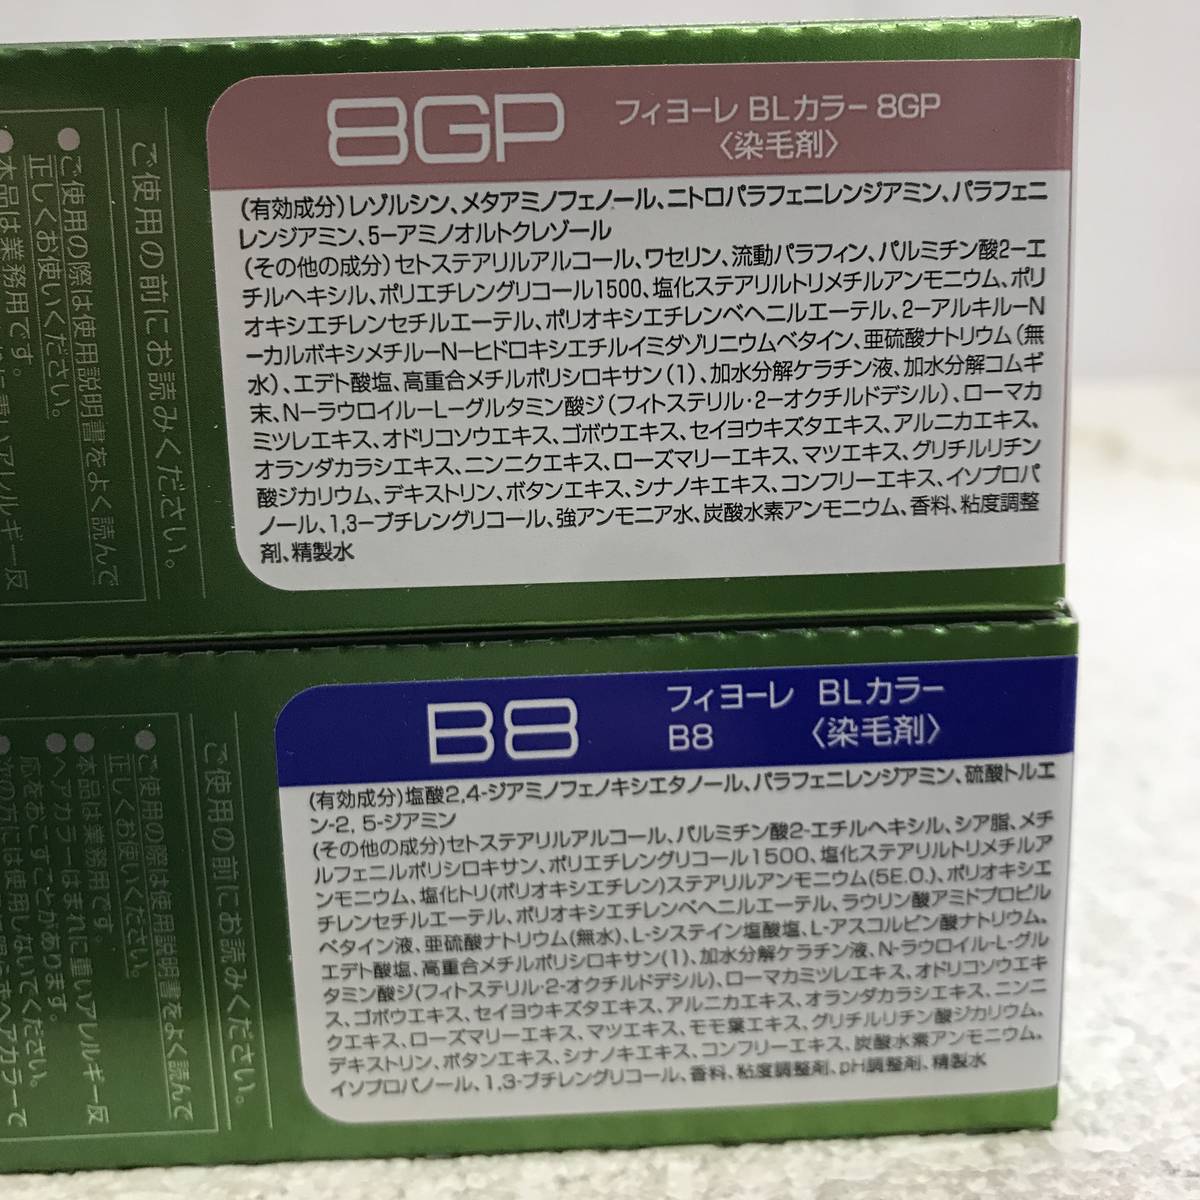 8GP
フィヨーレ BLカラー 8GP
〈染毛剤〉
(有効成分)レゾルシン、メタアミノフェノール、ニトロパラフェニレンジアミン、パラフェニ
レンジアミン、5−アミノオルトクレゾール
(その他の成分)セトステアリルアルコール、ワセリン、流動パラフィン、パルミチン酸2−エ
チルヘキシル、ポリエチレングリコール1500、塩化ステアリルトリメチルアンモニウム、ポリ
オキシエチレンセチルエーテル、ポリオキシエチレンベヘニルエーテル、2−アルキル−N
−カルボキシメチル−N−ヒドロキシエチルイミダゾリニウムベタイン、亜硫酸ナトリウム(無
水)、エデト酸塩、高重合メチルポリシロキサン(1)、加水分解ケラチン液、加水分解コムギ
末、N−ラウロイル−L−グルタミン酸ジ(フィトステリル・2−オクチルドデシル)、ローマカ
ミツレエキス、オドリコソウエキス、ゴボウエキス、セイヨウキズタエキス、アルニカエキス、
オランダカラシエキス、ニンニクエキス、ローズマリーエキス、マツエキス、グリチルリチン
酸ジカリウム、デキストリン、ボタンエキス、シナノキエキス、コンフリーエキス、イソプロパ
ノール、1,3−ブチレングリコール、強アンモニア水、炭酸水素アンモニウム、香料、粘度調整
剤、精製水
ご使用の前にお読みください。
●ご使用の際は使用説明書をよく読んで
正しくお使いください。
●本品は業務用です。
B8
フィヨーレ BLカラー
B8 〈染毛剤〉
(有効成分)塩酸2,4-ジアミノフェノキシエタノール、パラフェニレンジアミン、硫酸トルエ
ン-2, 5-ジアミン
(その他の成分)セトステアリルアルコール、パルミチン酸2-エチルヘキシル、シア脂、メチ
ルフェニルポリシロキサン、ポリエチレングリコール1500、塩化ステアリルトリメチルア
ンモニウム、塩化トリ(ポリオキシエチレン)ステアリルアンモニウム(5E.O.)、ポリオキシエ
チレンセチルエーテル、ポリオキシエチレンベヘニルエーテル、ラウリン酸アミドプロピル
ベタイン液、亜硫酸ナトリウム(無水)、L-システイン塩酸塩、L-アスコルビン酸ナトリウム、
エデト酸塩、高重合メチルポリシロキサン(1)、加水分解ケラチン液、N-ラウロイル-L-グル
タミン酸ジ(フィトステリル・2-オクチルドデシル)、ローマカミツレエキス、オドリコソウエキ
ス、ゴボウエキス、セイヨウキズタエキス、アルニカエキス、オランダカラシエキス、ニンニ
クエキス、ローズマリーエキス、マツエキス、モモ葉エキス、グリチルリチン酸ジカリウム、
デキストリン、ボタンエキス、シナノキエキス、コンフリーエキス、炭酸水素アンモニウム、
イソプロパノール、1,3-ブチレングリコール、香料、粘度調整剤、pH調整剤、精製水
ご使用の前にお読みください。
●ご使用の際は使用説明書をよく読んで
正しくお使いください。
●本品は業務用です。
●ヘアカラーはまれに重いアレルギー反
応をおこすことがあります。